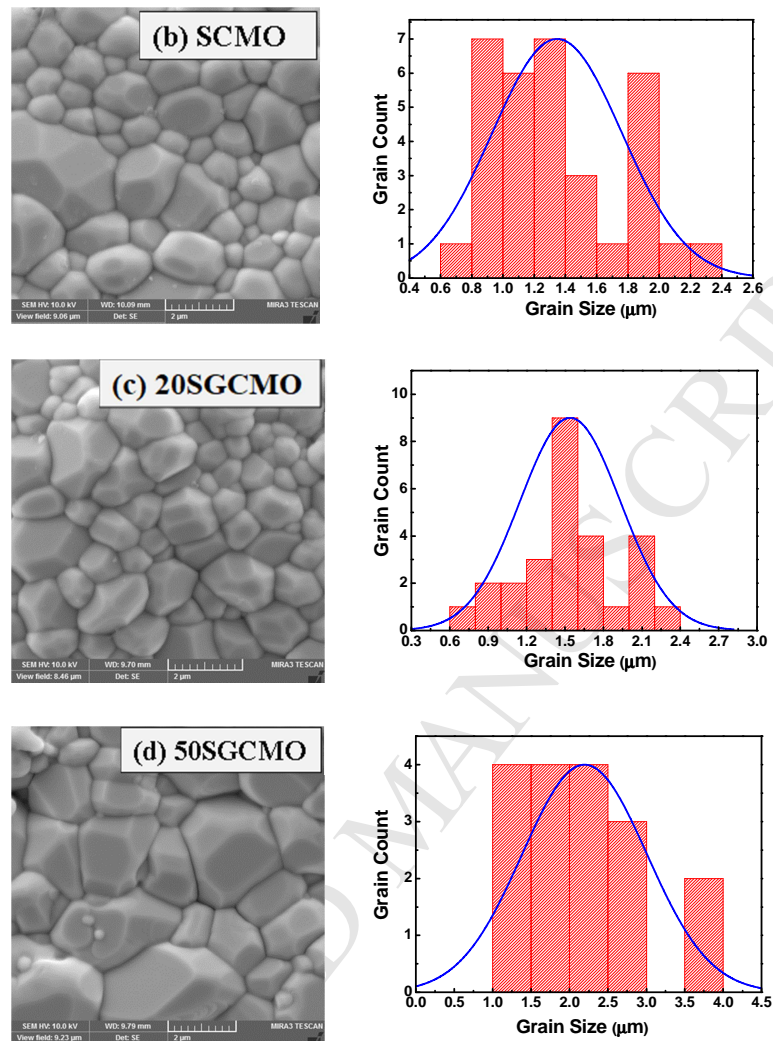 (b) SCMO
SEM HV: 10.0 kV WD: 10.09 mm MIRA3 TESCAN
View field: 9.06 µm Det: SE 2 µm
7
6
5
4
3
2
1
0
Grain Count
0.4 0.6 0.8 1.0 1.2 1.4 1.6 1.8 2.0 2.2 2.4 2.6
Grain Size (µm)
(c) 20SGCMO
SEM HV: 10.0 kV WD: 9.70 mm MIRA3 TESCAN
View field: 8.46 µm Det: SE 2 µm
10
8
6
4
2
0
Grain Count
0.3 0.6 0.9 1.2 1.5 1.8 2.1 2.4 2.7 3.0
Grain Size (µm)
(d) 50SGCMO
SEM HV: 10.0 kV WD: 9.79 mm MIRA3 TESCAN
View field: 9.23 µm Det: SE 2 µm
4
3
2
1
0
Grain Count
0.0 0.5 1.0 1.5 2.0 2.5 3.0 3.5 4.0 4.5
Grain Size (µm)
D MANUSCRIP